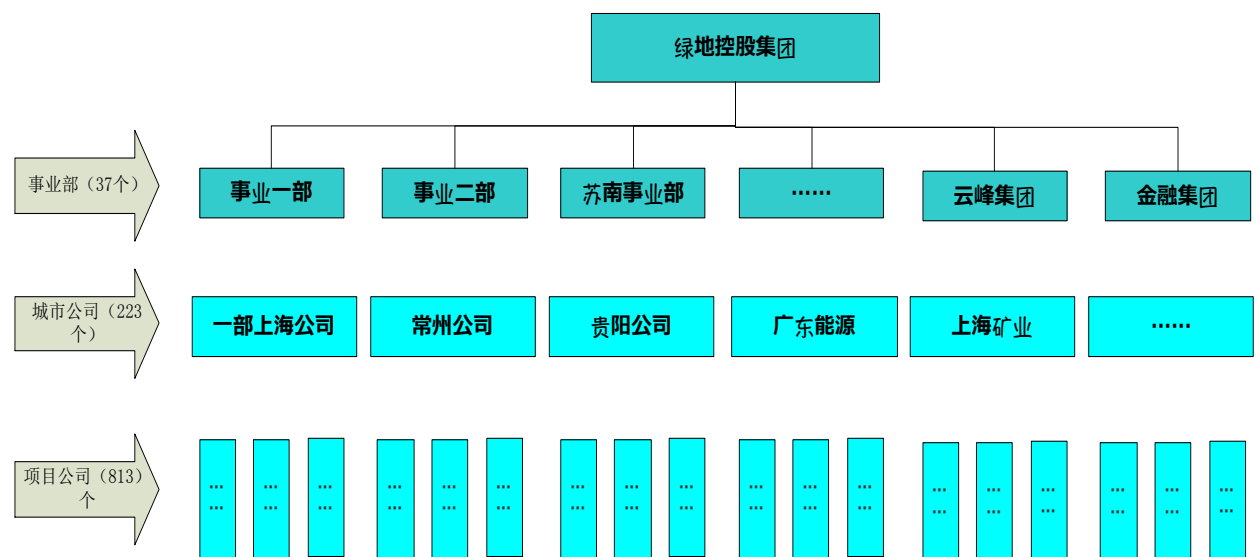 绿地控股集团
事业部（37个）
事业一部
事业二部
苏南事业部
……
云峰集团
金融集团
城市公司（223
个）
一部上海公司
常州公司
贵阳公司
广东能源
上海矿业
……
项目公司（813）
个
… … … … … … … … … … … … … … … … … …
… … … … … … … … … … … … … … … … … …